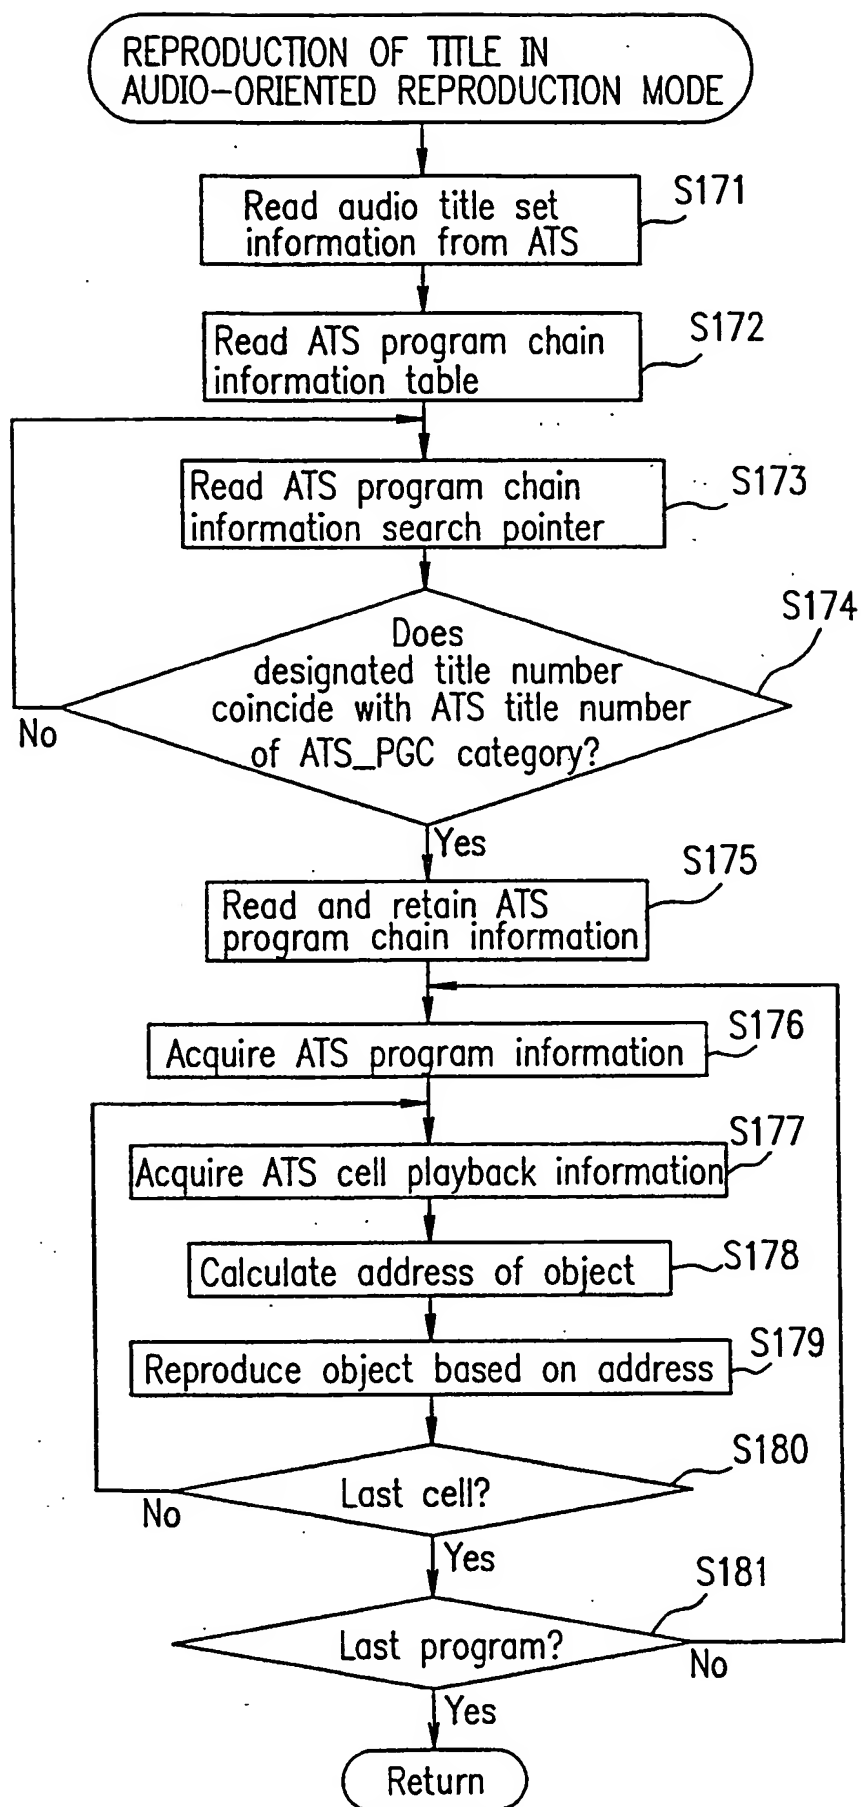 REPRODUCTION OF TITLE IN
AUDIO-ORIENTED REPRODUCTION MODE
S171
Read audio title set
information from ATS
S172
Read ATS program chain
information table
S173
Read ATS program chain
information search pointer
S174
Does
designated title number
coincide with ATS title number
of ATS_PGC category?
No
Yes
S175
Read and retain ATS
program chain information
S176
Acquire ATS program information
S177
Acquire ATS cell playback information
S178
Calculate address of object
S179
Reproduce object based on address
S180
Last cell?
No
Yes
S181
Last program?
No
Yes
Return